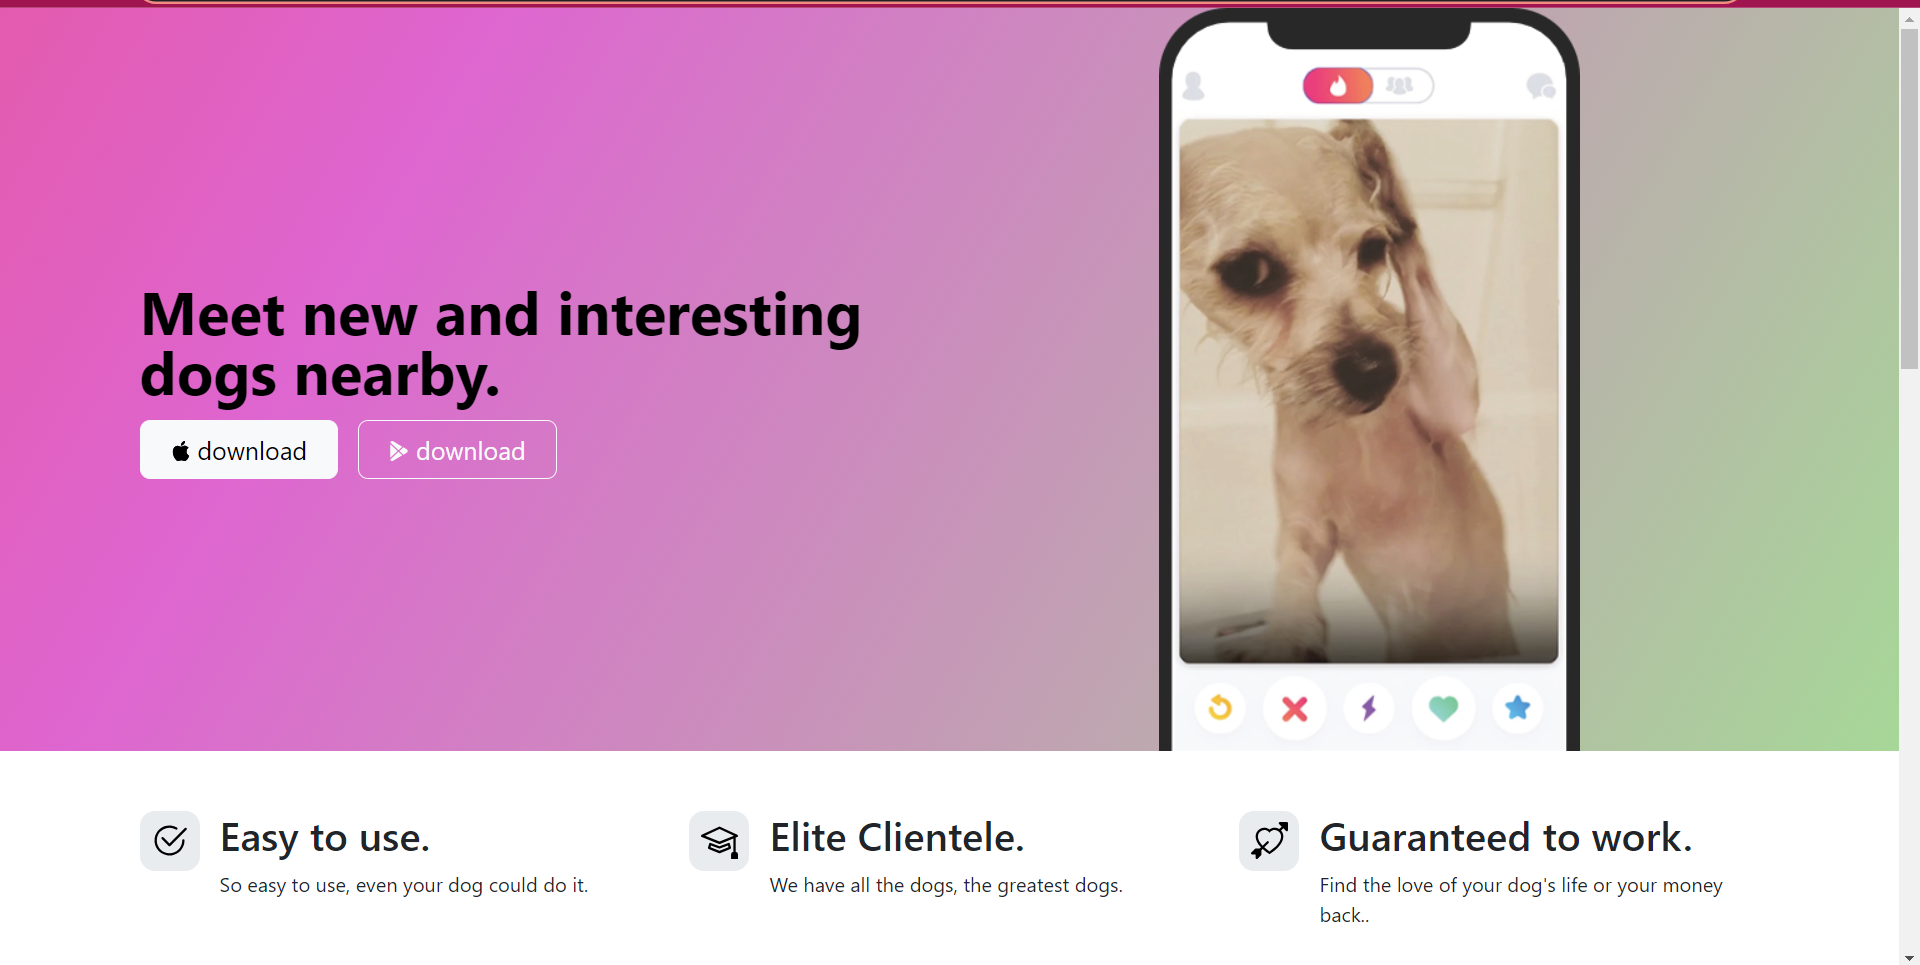 Meet new and interesting
dogs nearby.
download
download
Easy to use.
So easy to use, even your dog could do it.
Elite Clientele.
We have all the dogs, the greatest dogs.
Guaranteed to work.
Find the love of your dog's life or your money
back..